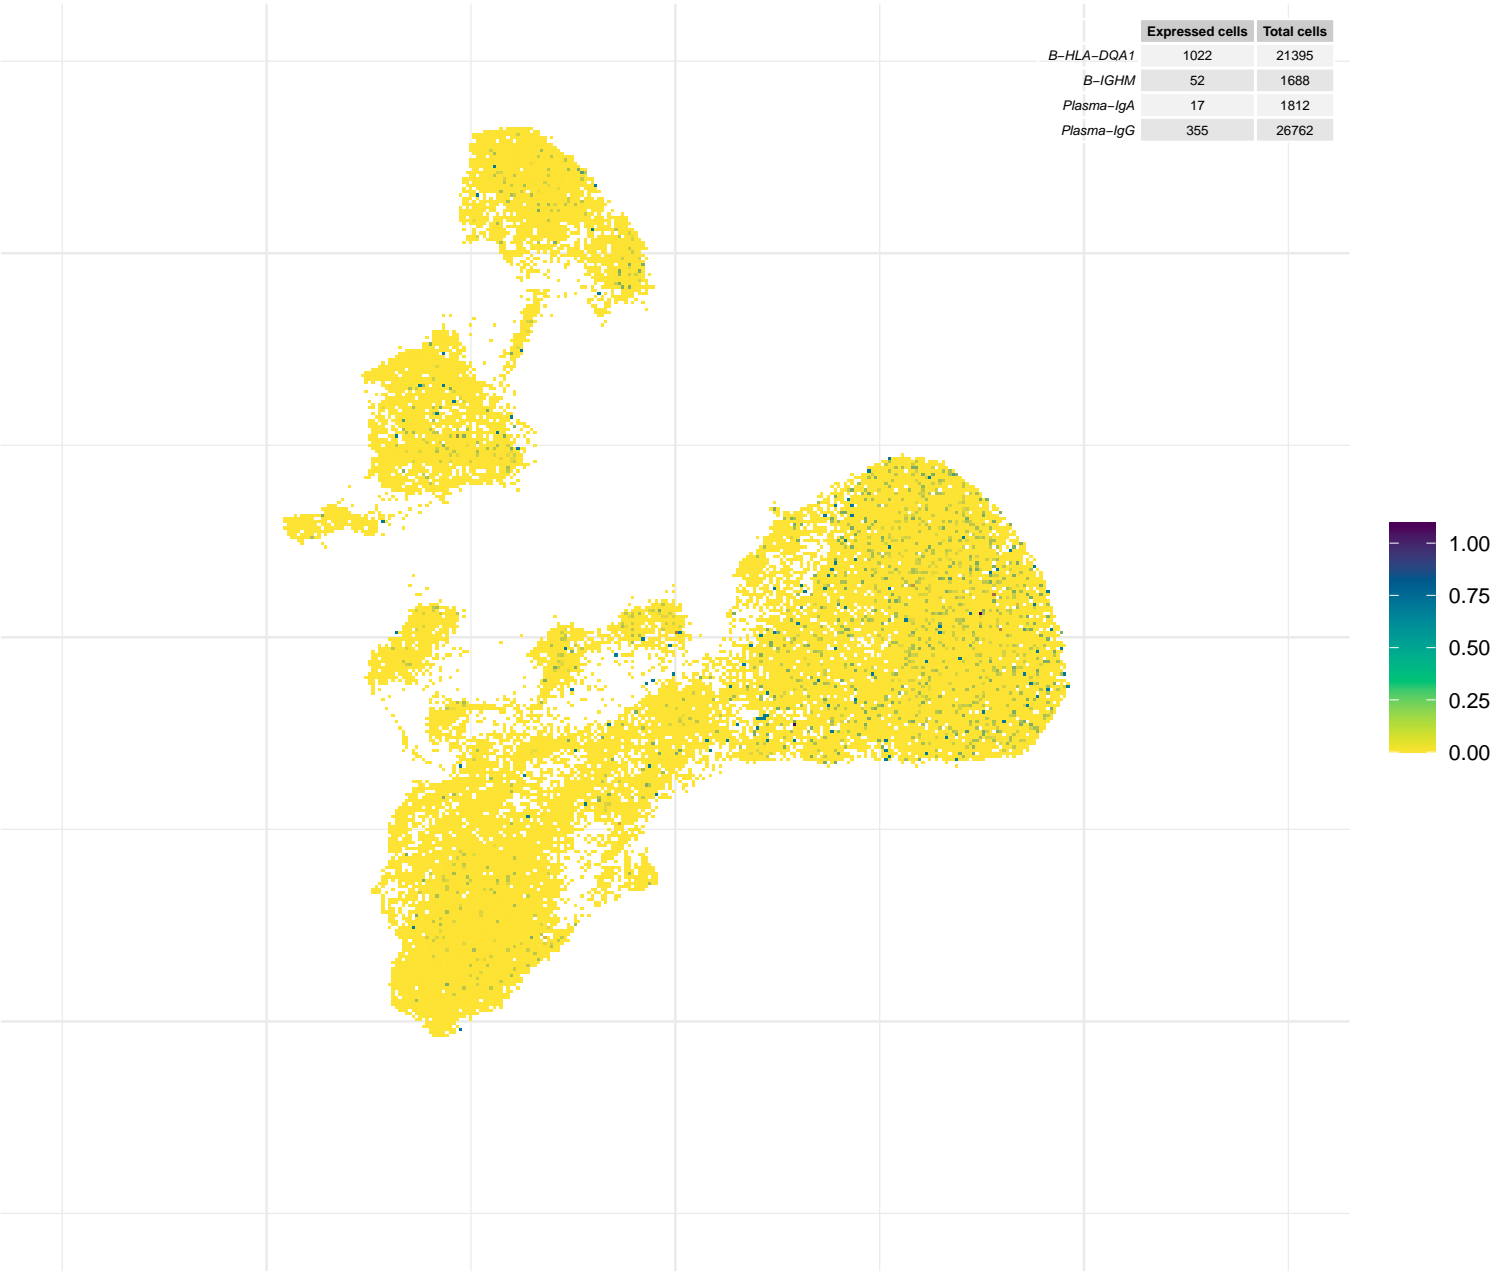 Expressed cells Total cells
B−HLA−DQA1 1022 21395
B−IGHM 52 1688
Plasma−IgA 17 1812
Plasma−IgG 355 26762
1.00
0.75
0.50
0.25
0.00